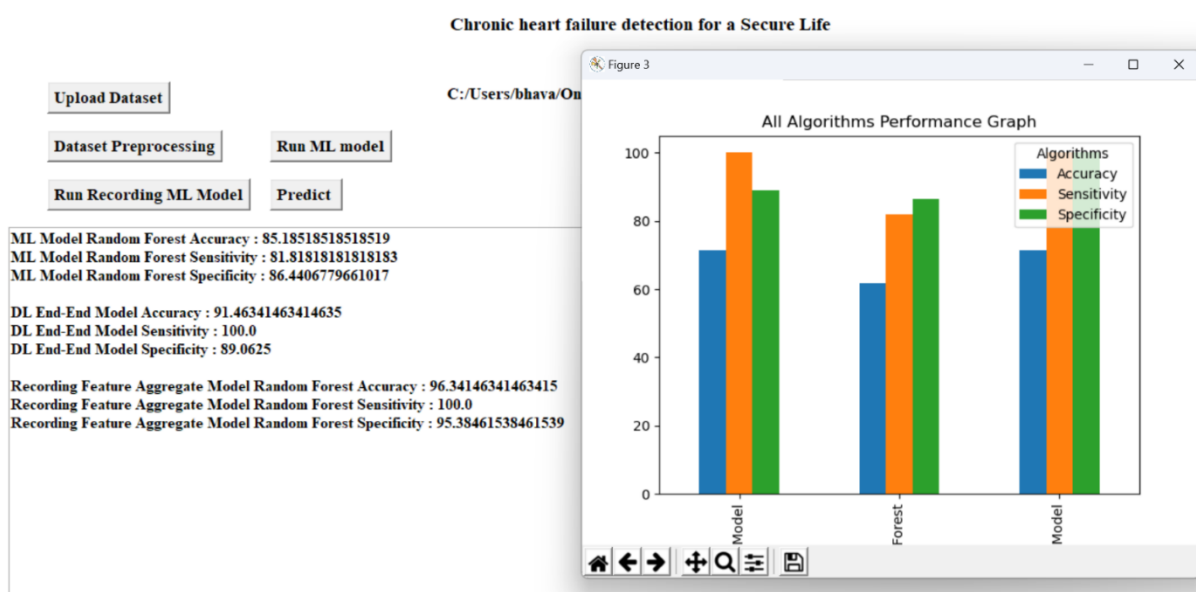 Chronic heart failure detection for a Secure Life
Upload Dataset
C:/Users/bhava/On
Dataset Preprocessing
Run ML model
Run Recording ML Model
Predict
ML Model Random Forest Accuracy : 85.18518518518519
ML Model Random Forest Sensitivity : 81.81818181818183
ML Model Random Forest Specificity : 86.4406779661017
DL End-End Model Accuracy : 91.46341463414635
DL End-End Model Sensitivity : 100.0
DL End-End Model Specificity : 89.0625
Recording Feature Aggregate Model Random Forest Accuracy : 96.34146341463415
Recording Feature Aggregate Model Random Forest Sensitivity : 100.0
Recording Feature Aggregate Model Random Forest Specificity : 95.38461538461539
Figure 3
All Algorithms Performance Graph
Algorithms
Accuracy
Sensitivity
Specificity
100
80
60
40
20
0
Model
Forest
Model